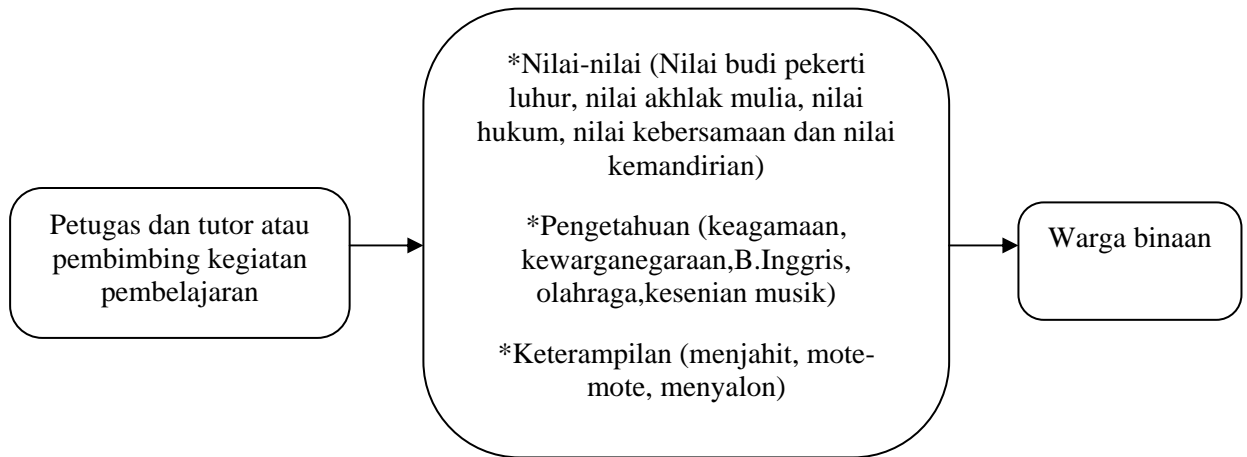 Petugas dan tutor atau
pembimbing kegiatan
pembelajaran
*Nilai-nilai (Nilai budi pekerti
luhur, nilai akhlak mulia, nilai
hukum, nilai kebersamaan dan nilai
kemandirian)
*Pengetahuan (keagamaan,
kewarganegaraan,B.Inggris,
olahraga,kesenian musik)
*Keterampilan (menjahit, mote-
mote, menyalon)
Warga binaan